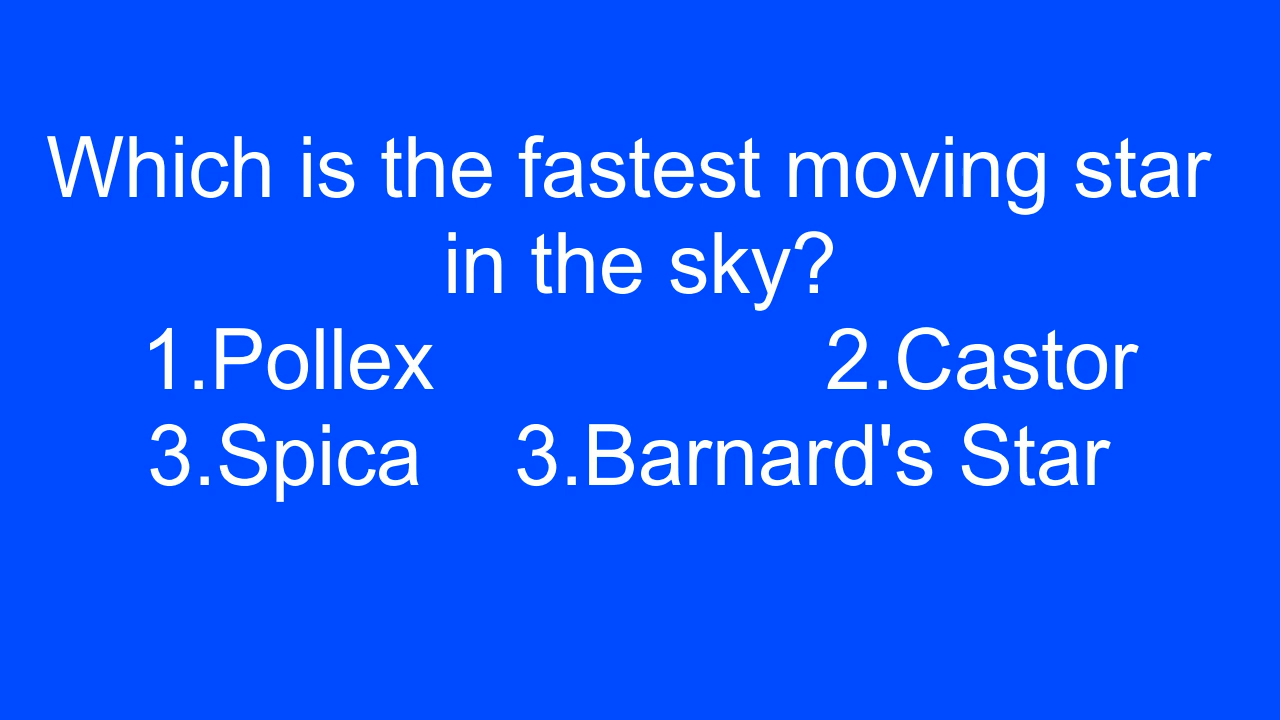 Which is the fastest moving star
in the sky?
1.Pollex 2.Castor
3.Spica 3.Barnard's Star